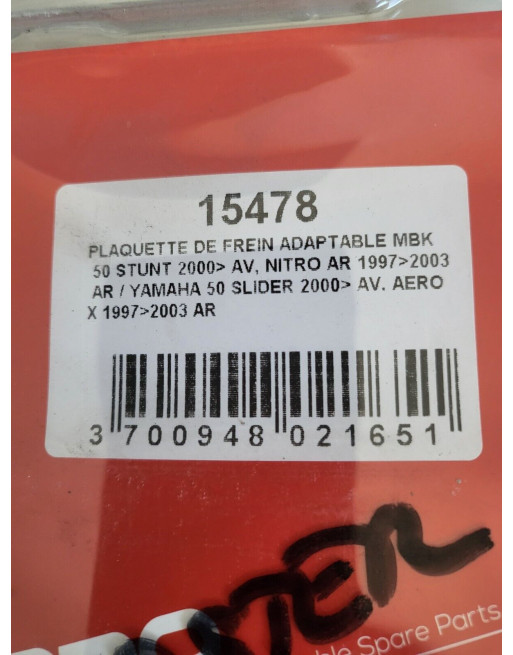 15478
PLAQUETTE DE FREIN ADAPTABLE MBK
50 STUNT 2000> AV, NITRO AR 1997>2003
AR / YAMAHA 50 SLIDER 2000> AV. AERO
X 1997>2003 AR
3 700948 021651
Spare Parts